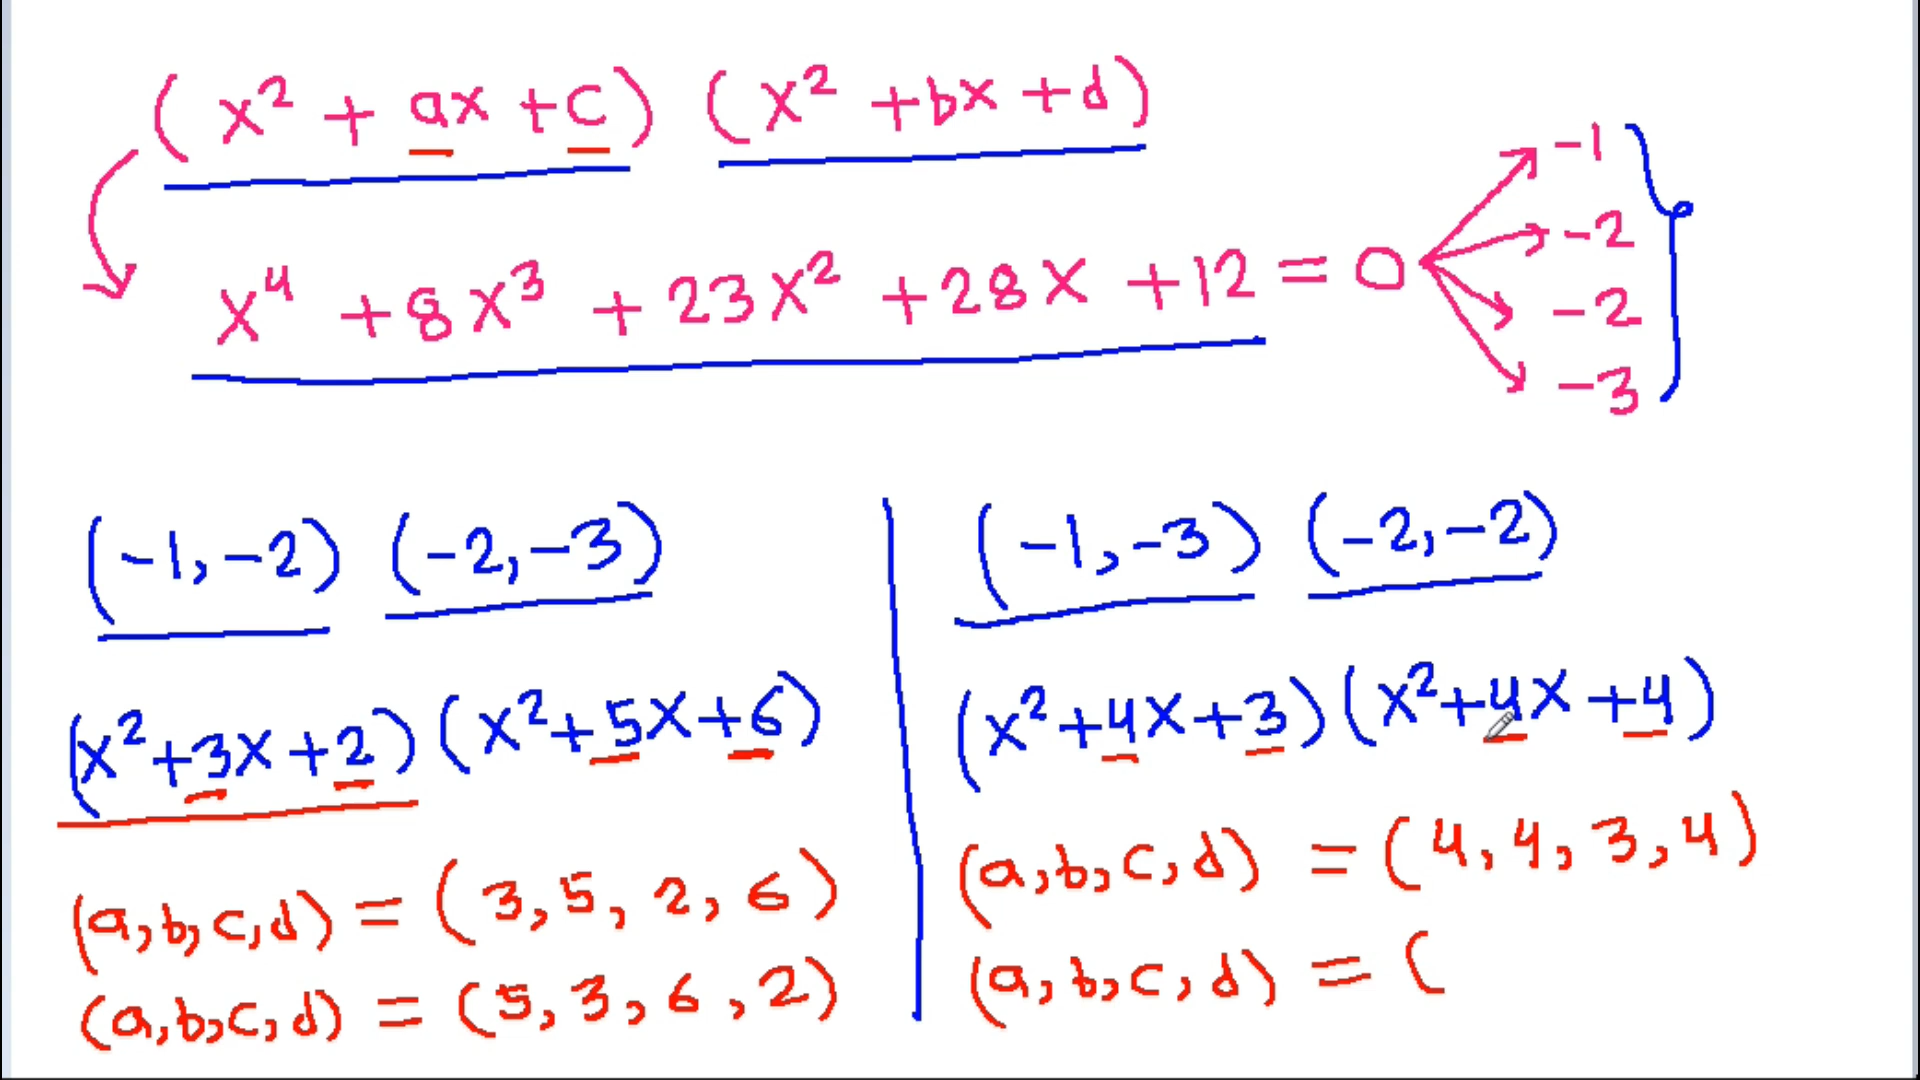 (x² + ax + c) (x² + bx + d)
x⁴ + 8x³ + 23x² + 28x + 12 = 0
-1
-2
-2
-3
(-1, -2) (-2, -3)
(x² + 3x + 2) (x² + 5x + 6)
(a, b, c, d) = (3, 5, 2, 6)
(a, b, c, d) = (5, 3, 6, 2)
(-1, -3) (-2, -2)
(x² + 4x + 3) (x² + 4x + 4)
(a, b, c, d) = (4, 4, 3, 4)
(a, b, c, d) = (